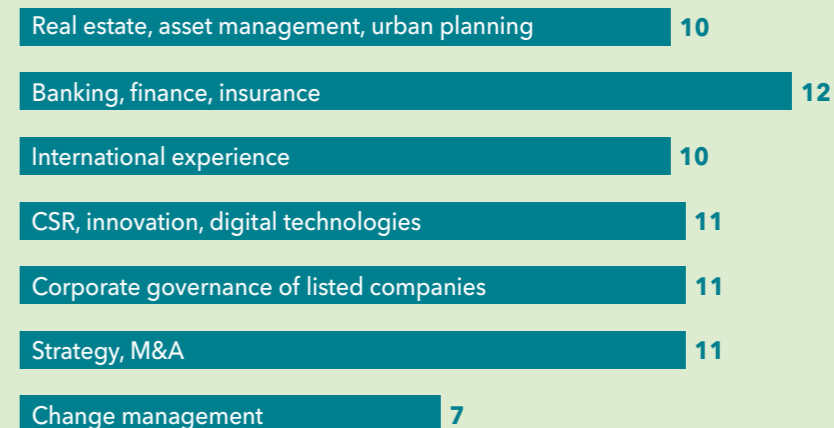 Real estate, asset management, urban planning 10
Banking, finance, insurance 12
International experience 10
CSR, innovation, digital technologies 11
Corporate governance of listed companies 11
Strategy, M&A 11
Change management 7